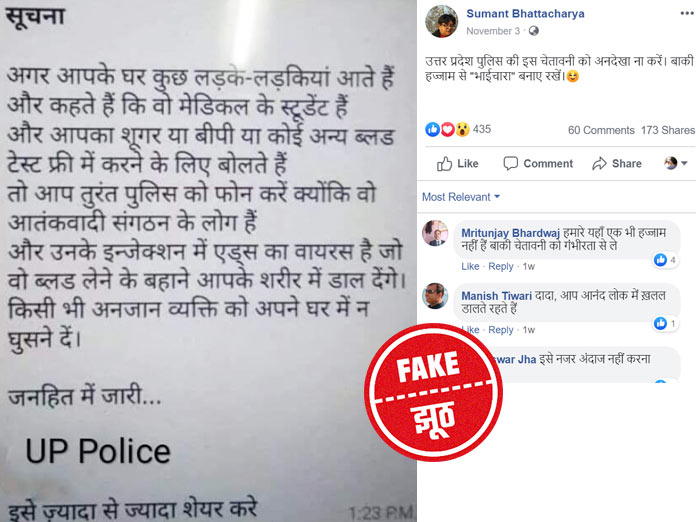 सूचना
अगर आपके घर कुछ लड़के-लड़कियां आते हैं
और कहते हैं कि वो मेडिकल के स्टूडेंट हैं
और आपका शूगर या बीपी या कोई अन्य ब्लड
टेस्ट फ्री में करने के लिए बोलते हैं
तो आप तुरंत पुलिस को फोन करें क्योंकि वो
आतंकवादी संगठन के लोग हैं
और उनके इन्जेक्शन में एड्स का वायरस है जो
वो ब्लड लेने के बहाने आपके शरीर में डाल देंगे।
किसी भी अनजान व्यक्ति को अपने घर में न
घुसने दें।
जनहित में जारी...
UP Police
इसे ज़्यादा से ज्यादा शेयर करे
1:23 P.M.
Sumant Bhattacharya
November 3
उत्तर प्रदेश पुलिस की इस चेतावनी को अनदेखा ना करें। बाकी
हज्जाम से "भाईचारा" बनाए रखें।😉
435
60 Comments 173 Shares
Like Comment Share
Most Relevant
Mritunjay Bhardwaj हमारे यहाँ एक भी हज्जाम
नहीं हैं बाकी चेतावनी को गंभीरता से ले
Like · Reply · 1w
4
Manish Tiwari दादा, आप आनंद लोक में ख़लल
डालते रहते हैं
Like · Reply · 1w
1
swar Jha इसे नजर अंदाज नहीं करना
FAKE
झूठ